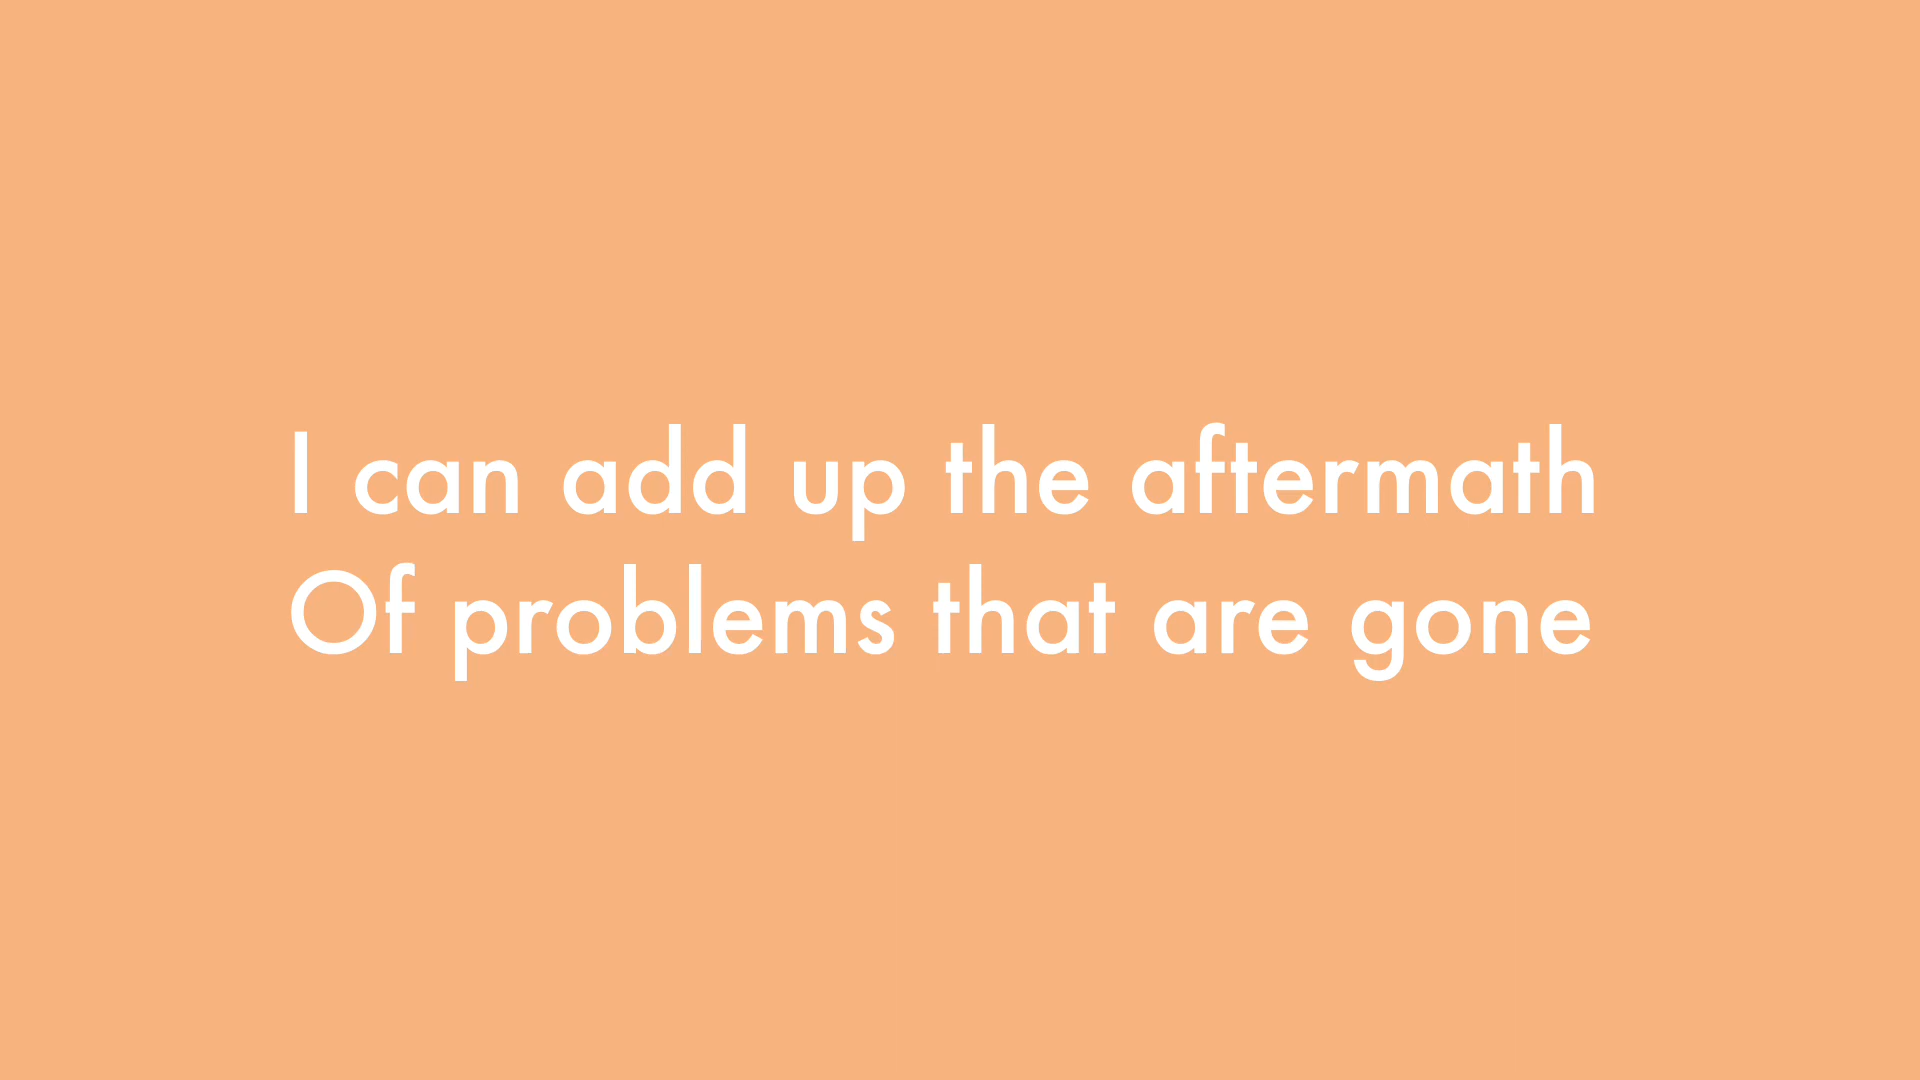 I can add up the aftermath
Of problems that are gone